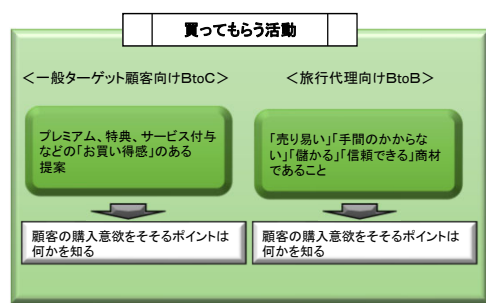 買ってもらう活動
＜一般ターゲット顧客向けBtoC＞
プレミアム、特典、サービス付与
などの「お買い得感」のある
提案
顧客の購入意欲をそそるポイントは
何かを知る
＜旅行代理向けBtoB＞
「売り易い」「手間のかからな
い」「儲かる」「信頼できる」商材
であること
顧客の購入意欲をそそるポイントは
何かを知る